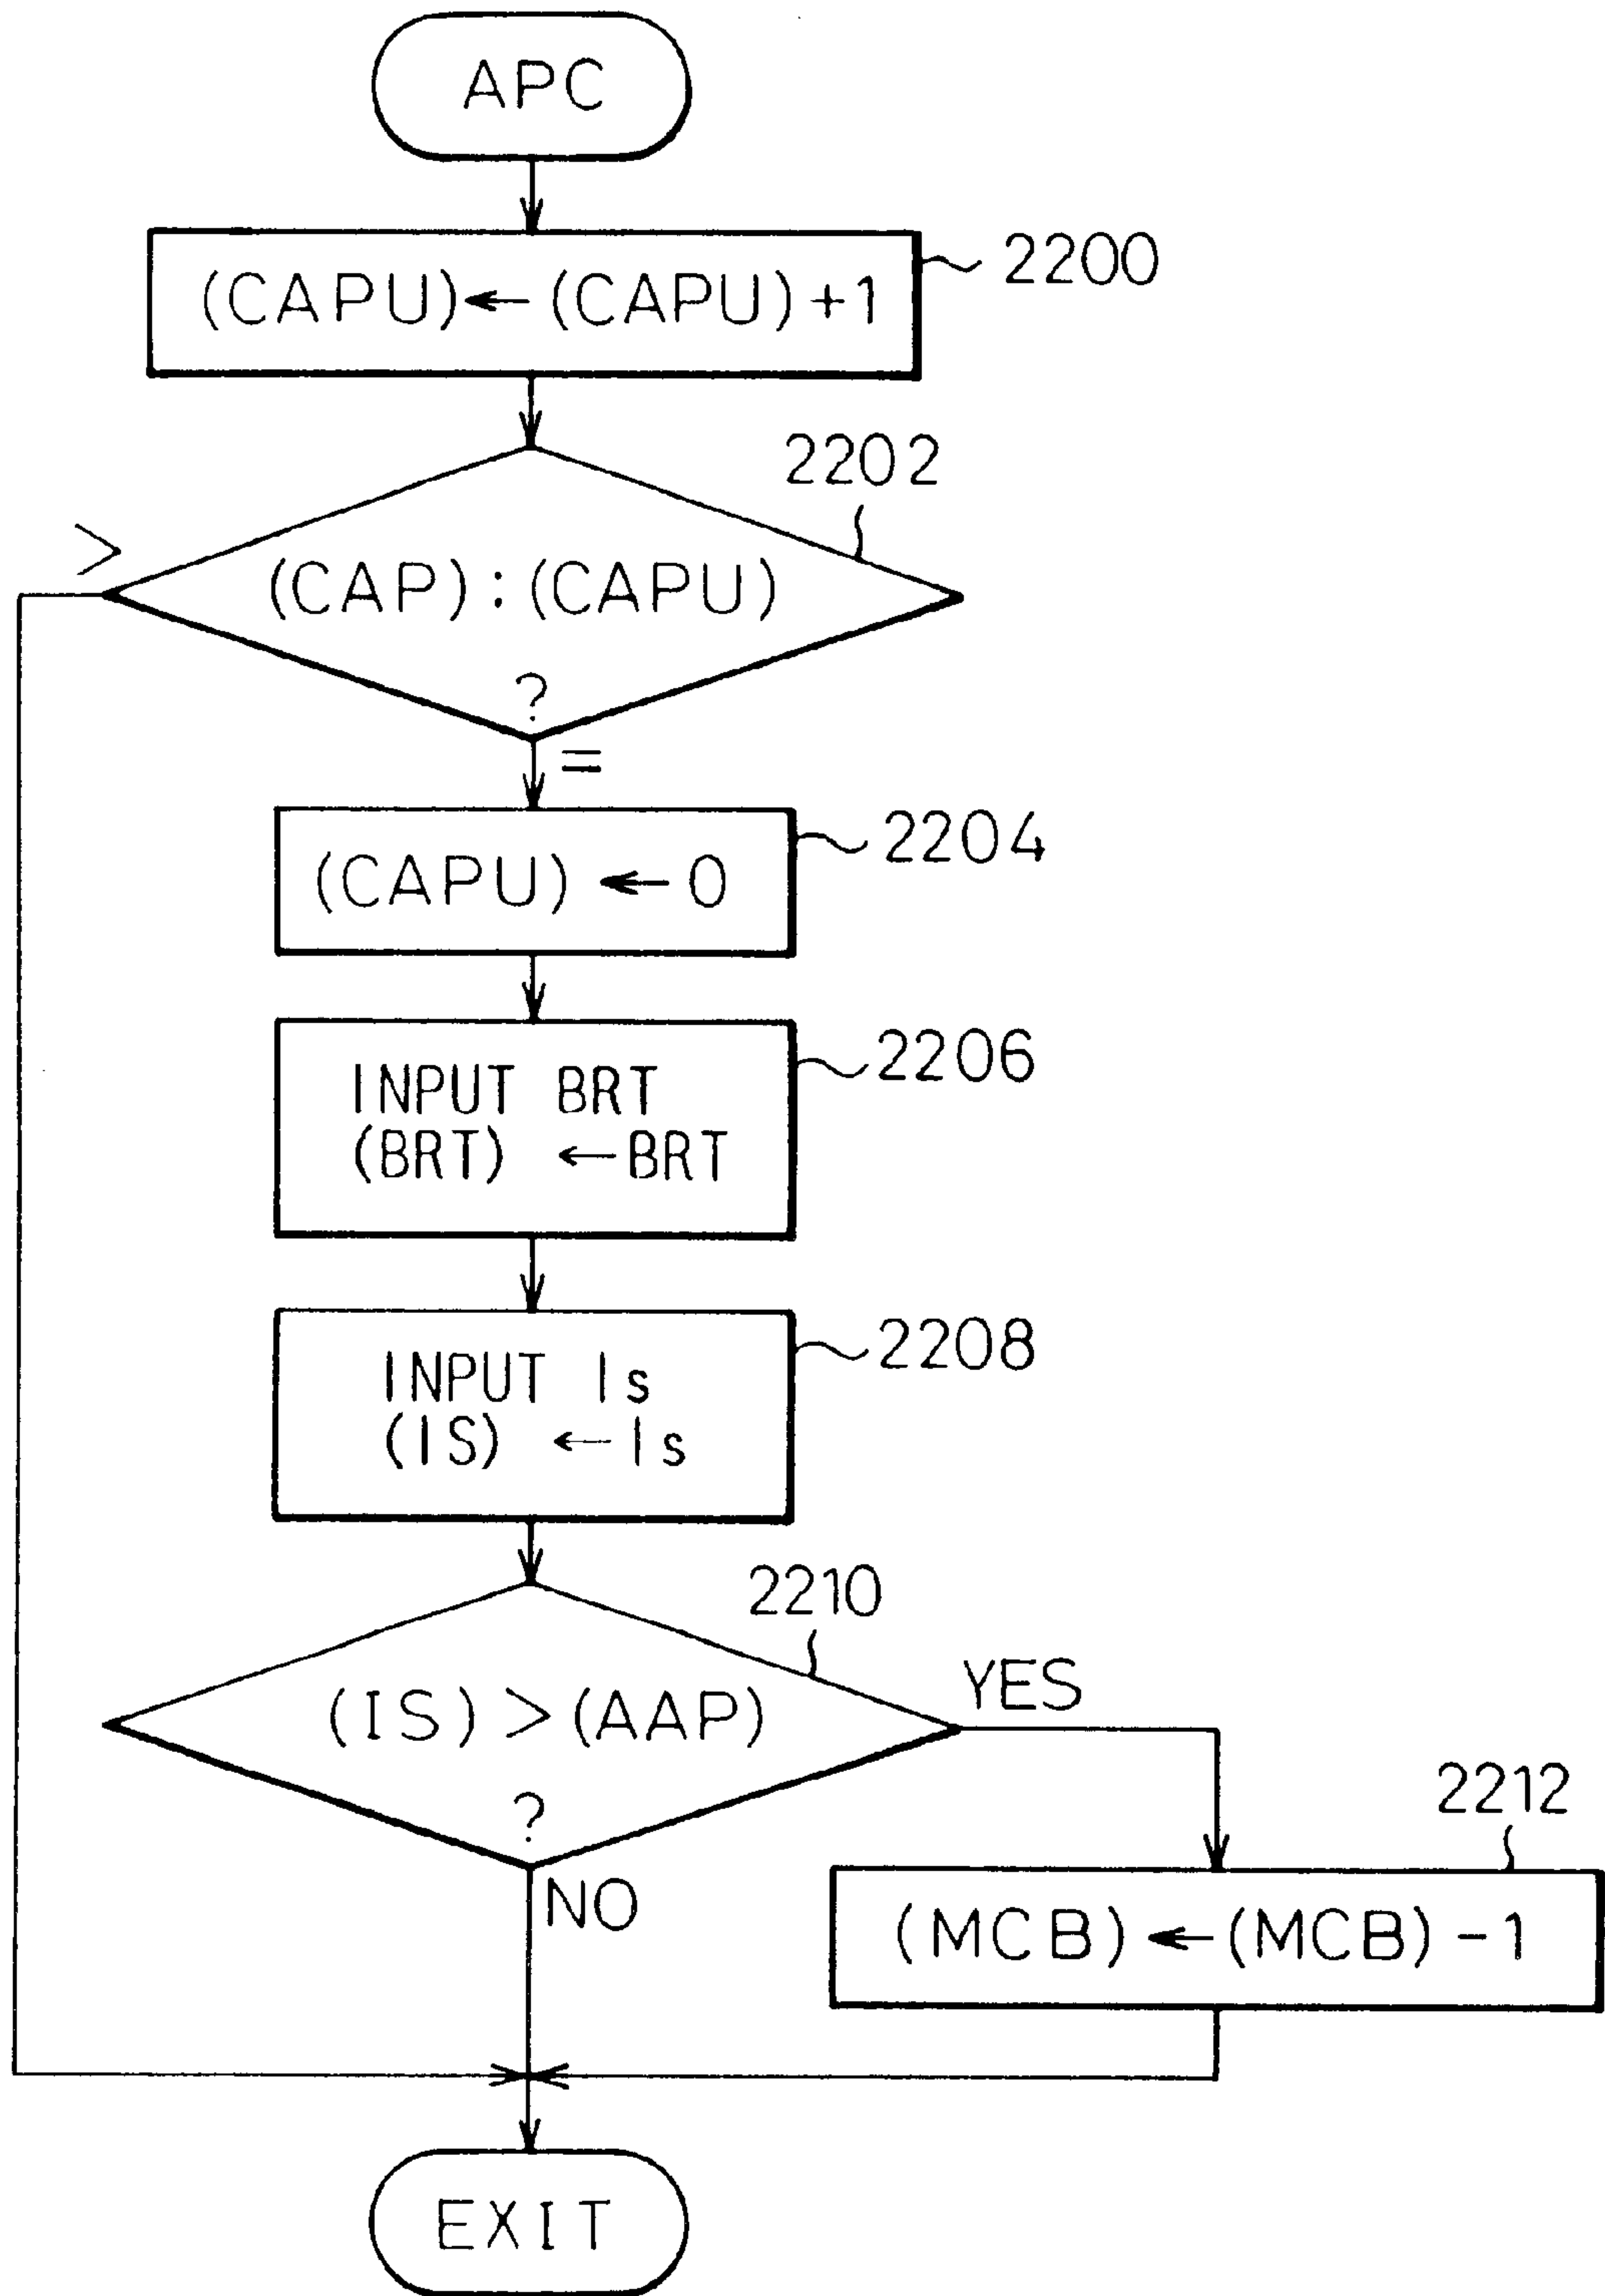 APC
(CAPU)←(CAPU)+1
2200
2202
>
(CAP):(CAPU)
?
=
2204
(CAPU)←0
2206
INPUT BRT
(BRT)←BRT
2208
INPUT Is
(IS)←Is
2210
(IS)>(AAP)
?
YES
NO
2212
(MCB)←(MCB)-1
EXIT